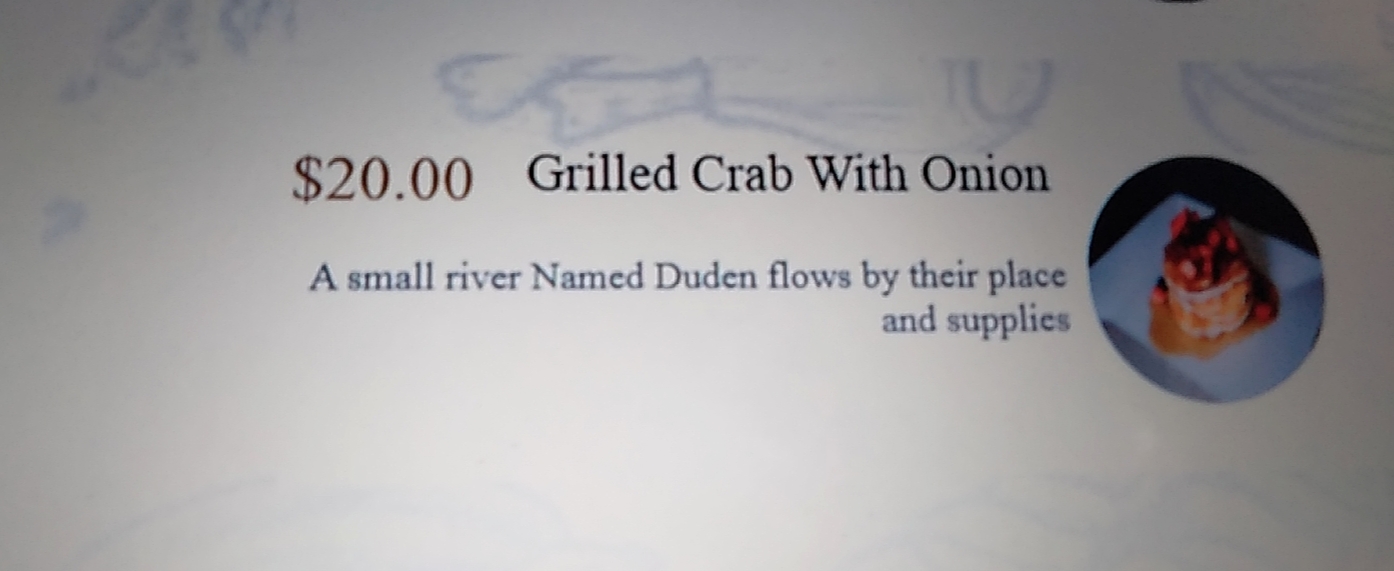 $20.00 Grilled Crab With Onion
A small river Named Duden flows by their place
and supplies